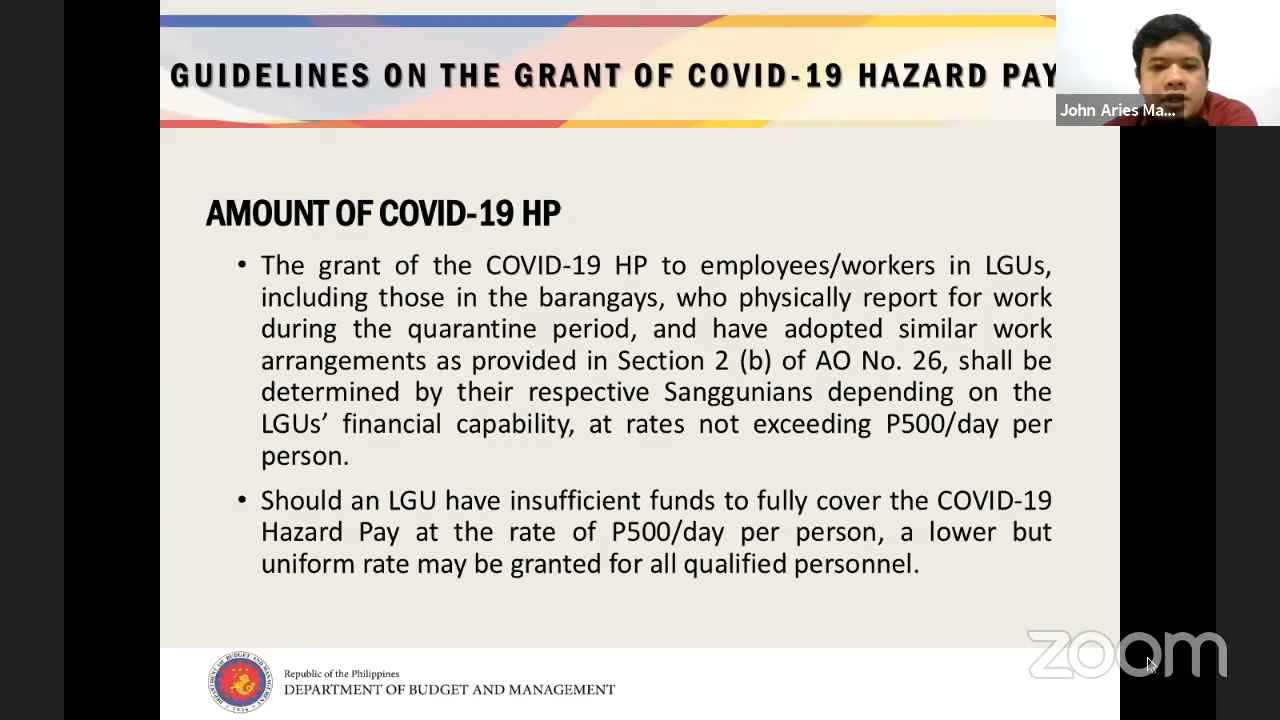 GUIDELINES ON THE GRANT OF COVID-19 HAZARD PAY
John Aries Ma...
AMOUNT OF COVID-19 HP
• The grant of the COVID-19 HP to employees/workers in LGUs,
including those in the barangays, who physically report for work
during the quarantine period, and have adopted similar work
arrangements as provided in Section 2 (b) of AO No. 26, shall be
determined by their respective Sanggunians depending on the
LGUs’ financial capability, at rates not exceeding P500/day per
person.
• Should an LGU have insufficient funds to fully cover the COVID-19
Hazard Pay at the rate of P500/day per person, a lower but
uniform rate may be granted for all qualified personnel.
zoom
DEPARTMENT OF BUDGET AND MANAGEMENT
1936
Republic of the Philippines
DEPARTMENT OF BUDGET AND MANAGEMENT